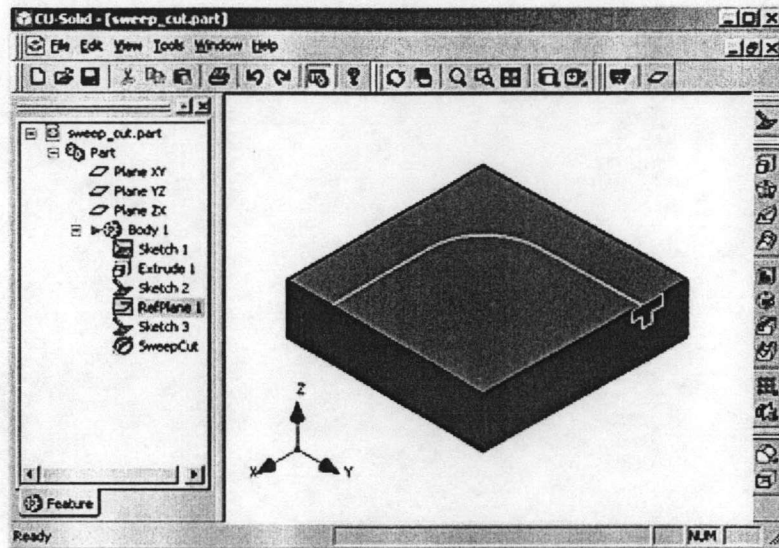 CU-Solid - [sweep_cut.part]
File Edit View Tools Window Help
sweep_cut.part
Part
Plane XY
Plane YZ
Plane ZX
Body 1
Sketch 1
Extrude 1
Sketch 2
RefPlane 1
Sketch 3
SweepCut
Z
X
Y
Feature
Ready
NUM